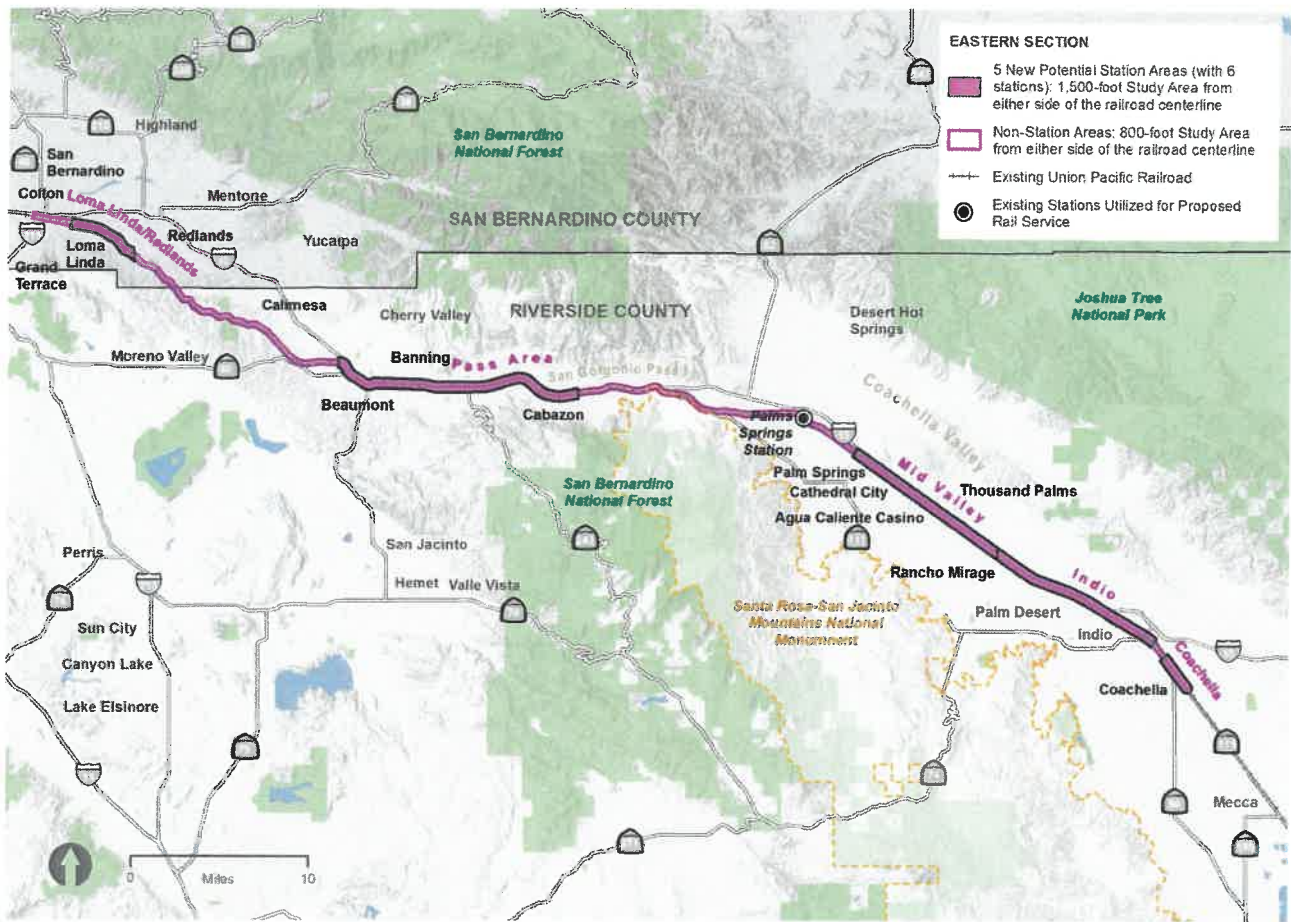 EASTERN SECTION
5 New Potential Station Areas (with 6
stations): 1,500-foot Study Area from
either side of the railroad centerline
Non-Station Areas: 800-foot Study Area
from either side of the railroad centerline
Existing Union Pacific Railroad
Existing Stations Utilized for Proposed
Rail Service
Highland
San Bernardino
National Forest
San
Bernardino
Colton
Loma Linda/Redlands
Mentone
SAN BERNARDINO COUNTY
Redlands
Yucaipa
Loma
Linda
Grand
Terrace
Calimesa
Cherry Valley
RIVERSIDE COUNTY
Desert Hot
Springs
Joshua Tree
National Park
Moreno Valley
Banning
Pass Area
San Gorgonio Pass
Coachella Valley
Beaumont
Cabazon
Palms
Springs
Station
Mid Valley
Palm Springs
Thousand Palms
San Bernardino
National Forest
Cathedral City
Agua Caliente Casino
Perris
San Jacinto
Rancho Mirage
Indio
Hemet
Valle Vista
Santa Rosa-San Jacinto
Mountains National
Monumnent
Palm Desert
Sun City
Indio
Canyon Lake
Coachella
Coachella
Lake Elsinore
Mecca
0
Miles
10